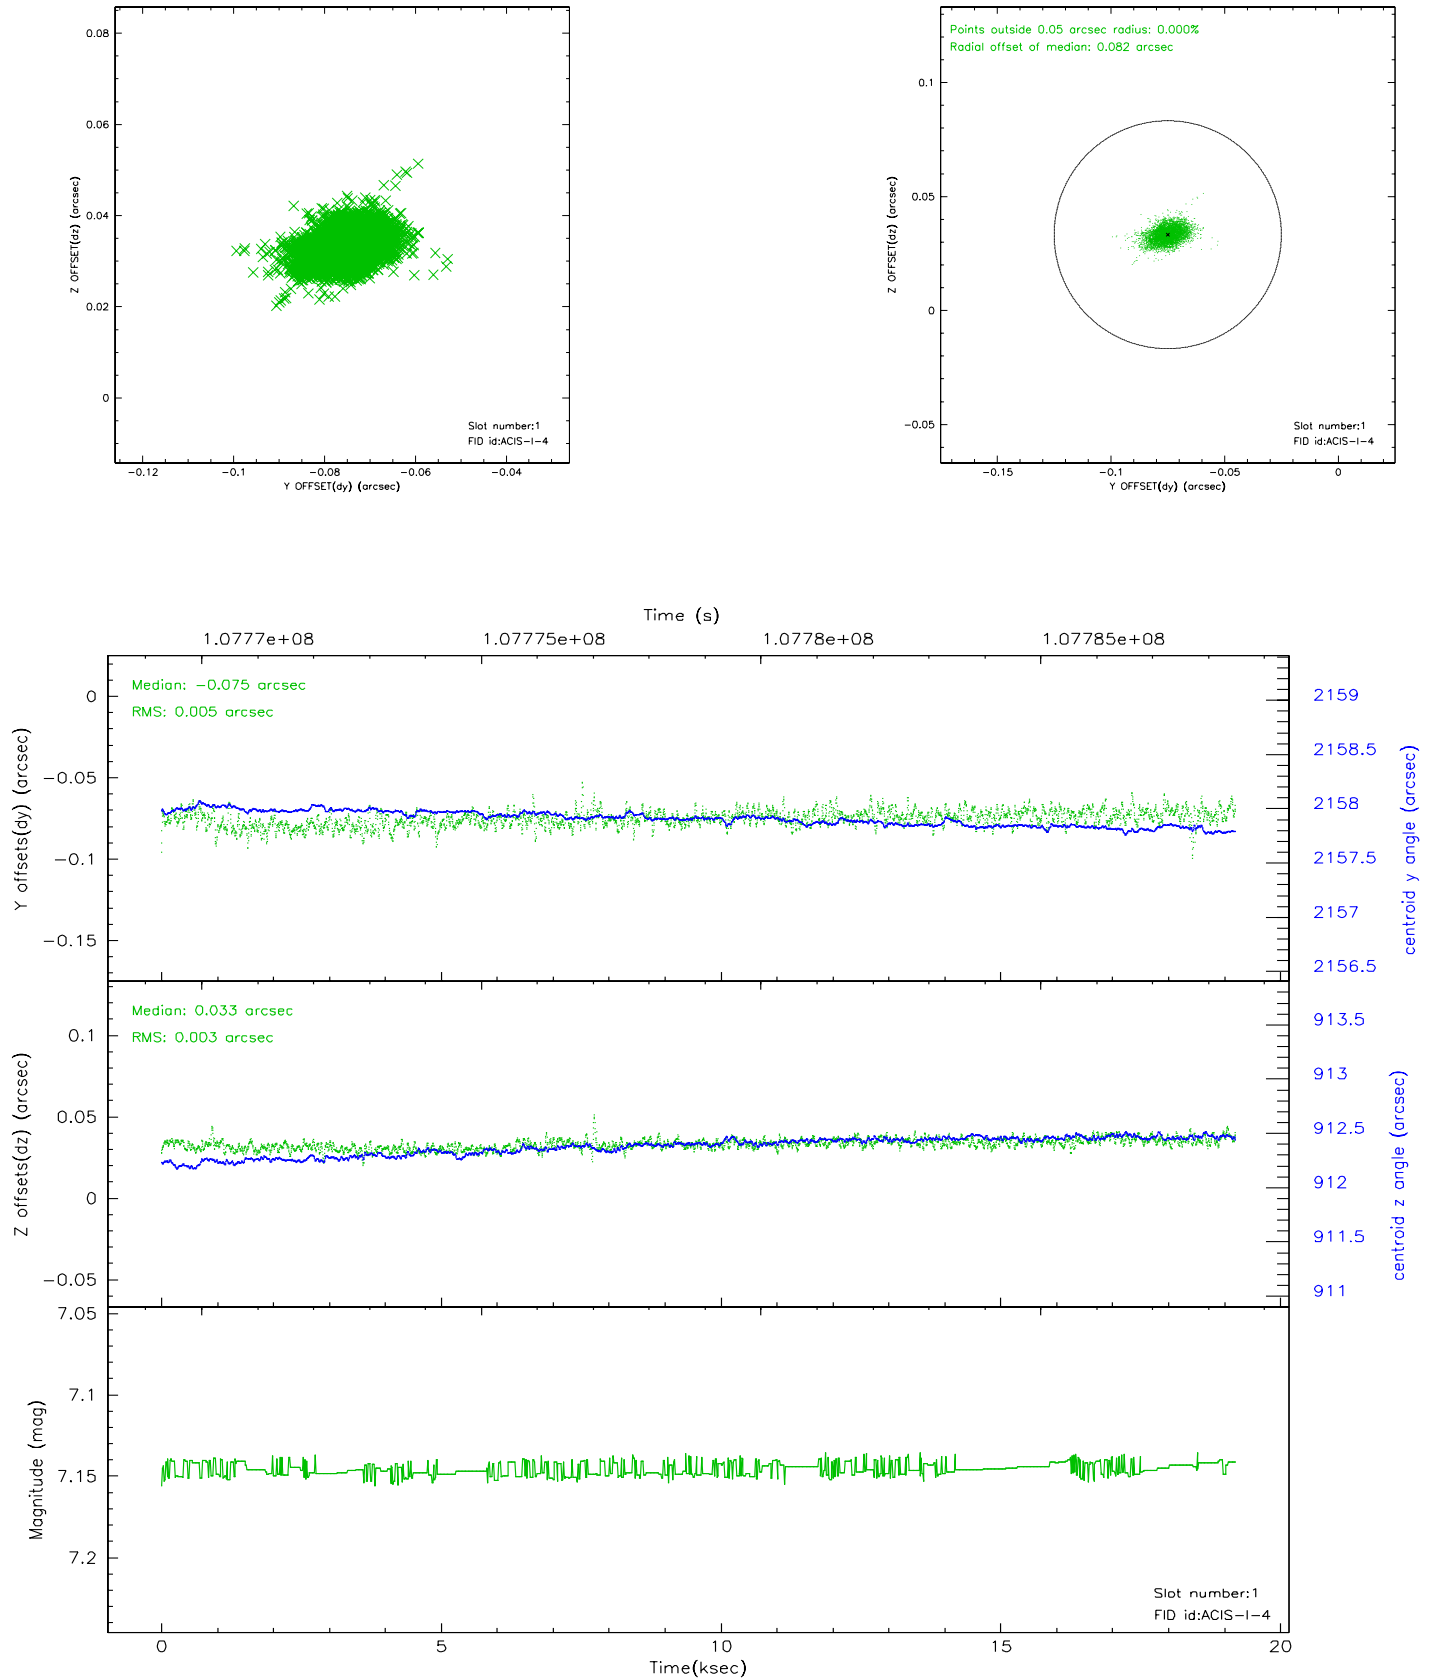 0.08
0.06
0.04
0.02
0
Z OFFSET(dz) (arcsec)
Slot number:1
FID id:ACIS-I-4
-0.12 -0.1 -0.08 -0.06 -0.04
Y OFFSET(dy) (arcsec)
Points outside 0.05 arcsec radius: 0.000%
Radial offset of median: 0.082 arcsec
0.1
0.05
0
-0.05
Z OFFSET(dz) (arcsec)
Slot number:1
FID id:ACIS-I-4
-0.15 -0.1 -0.05 0
Y OFFSET(dy) (arcsec)
Time (s)
1.0777e+08 1.07775e+08 1.0778e+08 1.07785e+08
Median: -0.075 arcsec
RMS: 0.005 arcsec
0
-0.05
-0.1
-0.15
Y offsets(dy) (arcsec)
2159
2158.5
2158
2157.5
2157
2156.5
centroid y angle (arcsec)
Median: 0.033 arcsec
RMS: 0.003 arcsec
0.1
0.05
0
-0.05
Z offsets(dz) (arcsec)
913.5
913
912.5
912
911.5
911
centroid z angle (arcsec)
7.05
7.1
7.15
7.2
Magnitude (mag)
Slot number:1
FID id:ACIS-I-4
0 5 10 15 20
Time(ksec)